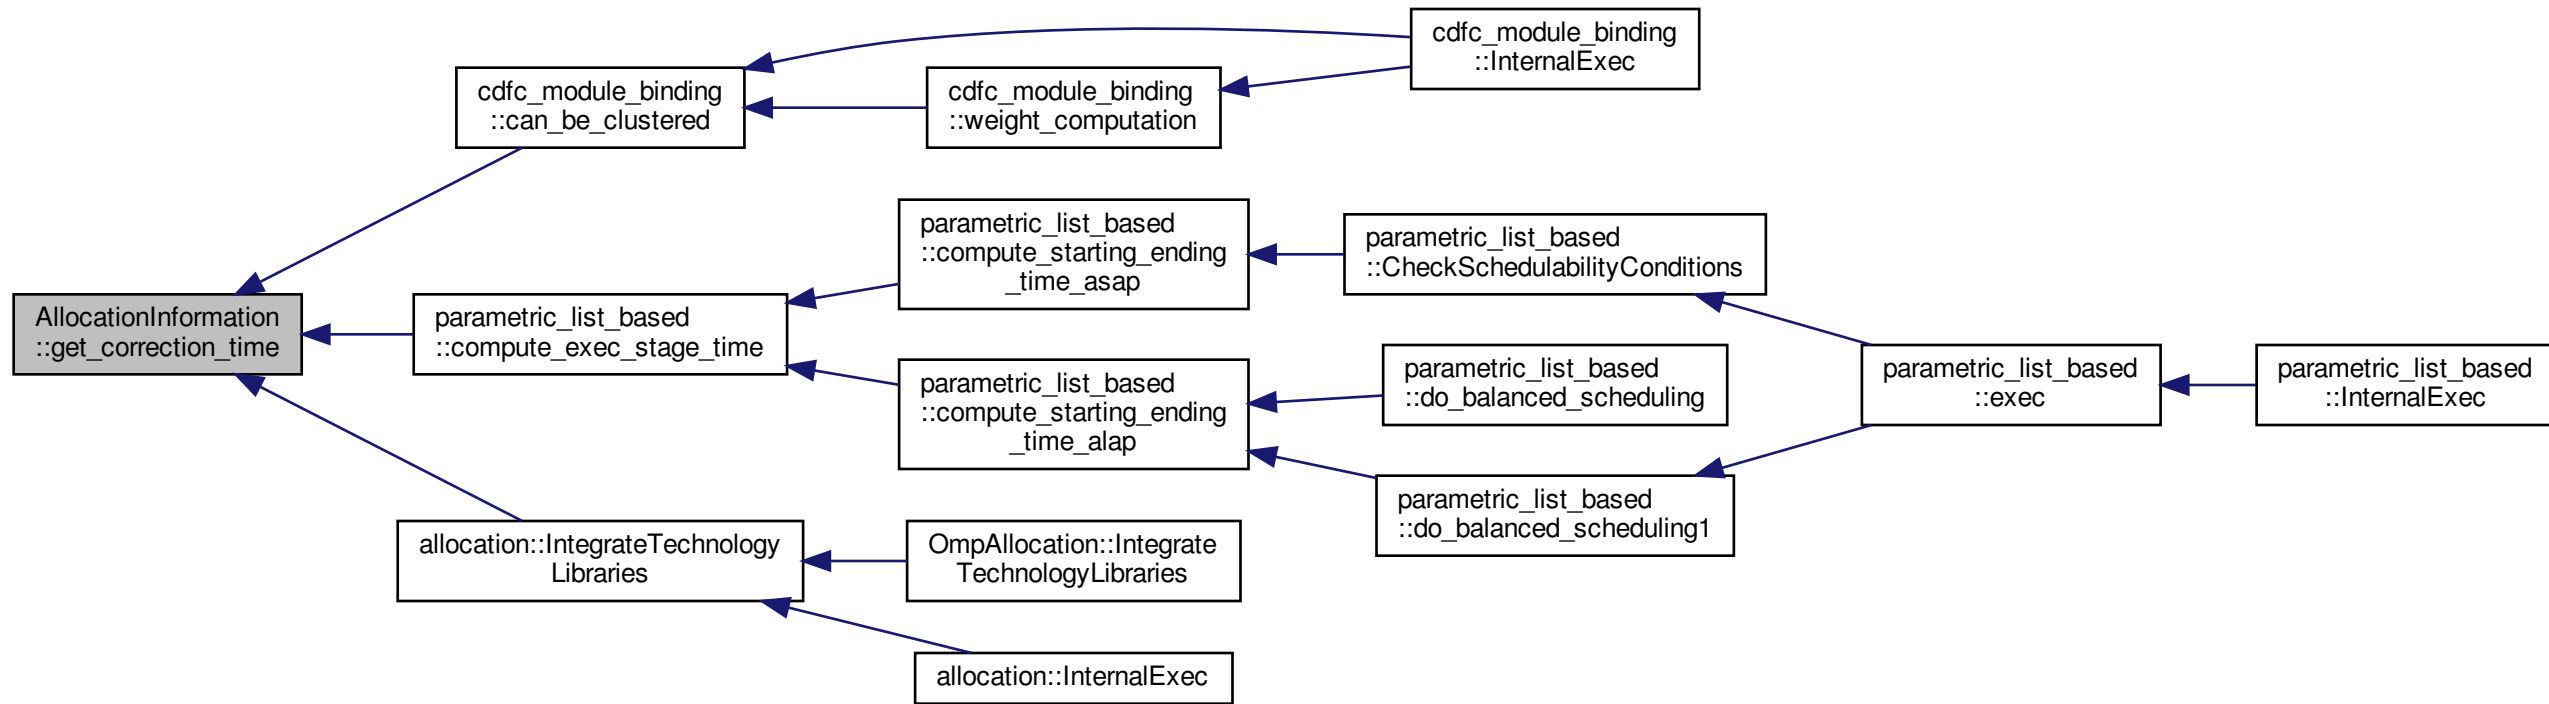 AllocationInformation
::get_correction_time
cdfc_module_binding
::can_be_clustered
cdfc_module_binding
::weight_computation
cdfc_module_binding
::InternalExec
parametric_list_based
::compute_exec_stage_time
parametric_list_based
::compute_starting_ending
_time_asap
parametric_list_based
::CheckSchedulabilityConditions
parametric_list_based
::compute_starting_ending
_time_alap
parametric_list_based
::do_balanced_scheduling
parametric_list_based
::do_balanced_scheduling1
parametric_list_based
::exec
parametric_list_based
::InternalExec
allocation::IntegrateTechnology
Libraries
OmpAllocation::Integrate
TechnologyLibraries
allocation::InternalExec